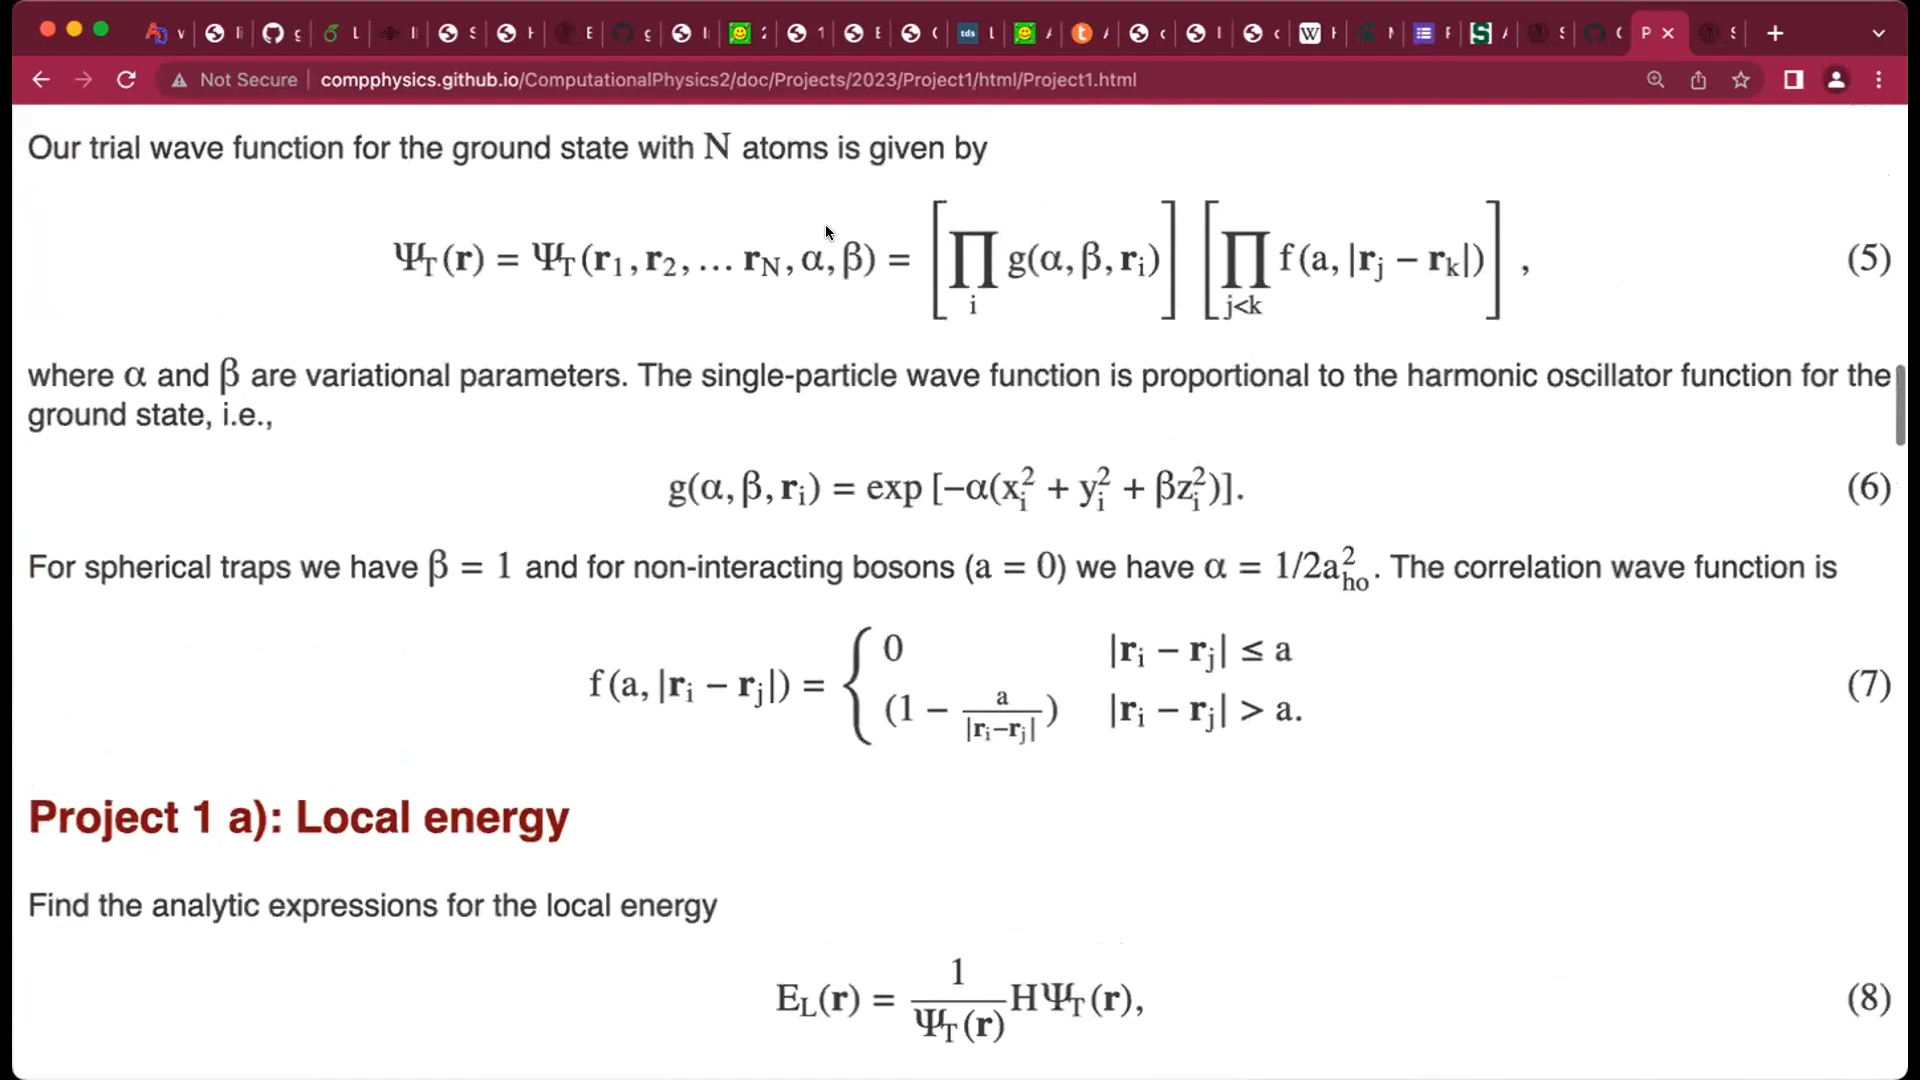 Not Secure | compphysics.github.io/ComputationalPhysics2/doc/Projects/2023/Project1/html/Project1.html
Our trial wave function for the ground state with N atoms is given by
Ψ_T(r) = Ψ_T(r_1, r_2, … r_N, α, β) = [∏_i g(α, β, r_i)] [∏_{j<k} f(a, |r_j − r_k|)], (5)
where α and β are variational parameters. The single-particle wave function is proportional to the harmonic oscillator function for the
ground state, i.e.,
g(α, β, r_i) = exp [−α(x_i^2 + y_i^2 + βz_i^2)]. (6)
For spherical traps we have β = 1 and for non-interacting bosons (a = 0) we have α = 1/2a_ho^2. The correlation wave function is
f(a, |r_i − r_j|) = { 0 |r_i − r_j| ≤ a
(1 − a/|r_i−r_j|) |r_i − r_j| > a. (7)
Project 1 a): Local energy
Find the analytic expressions for the local energy
E_L(r) = 1/Ψ_T(r) HΨ_T(r), (8)